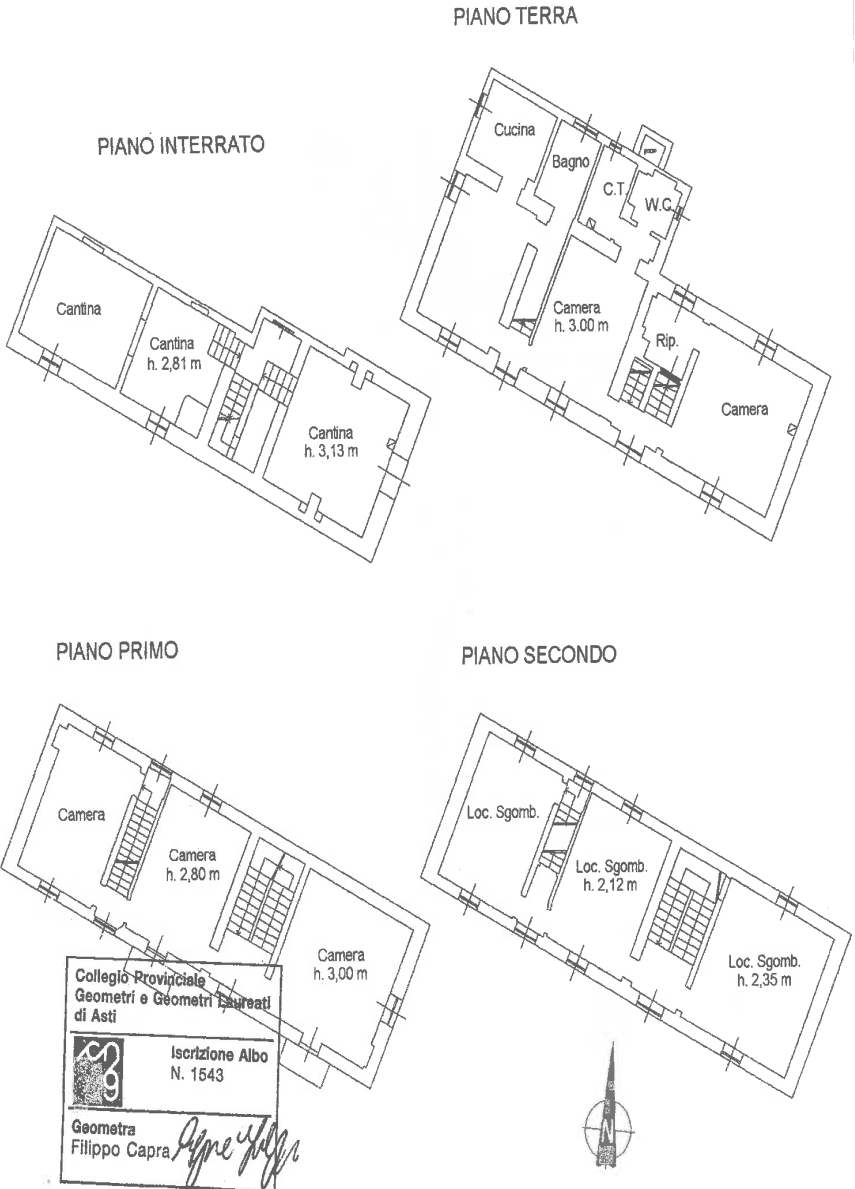 PIANO TERRA
Cucina
Bagno
C.T.
W.C.
Camera
h. 3.00 m
Rip.
Camera
PIANO INTERRATO
Cantina
Cantina
h. 2,81 m
Cantina
h. 3,13 m
PIANO PRIMO
Camera
Camera
h. 2,80 m
Camera
h. 3,00 m
PIANO SECONDO
Loc. Sgomb.
Loc. Sgomb.
h. 2,12 m
Loc. Sgomb.
h. 2,35 m
Collegio Provinciale
Geometri e Geometri Laureati
di Asti
Iscrizione Albo
N. 1543
Geometra
Filippo Capra
N